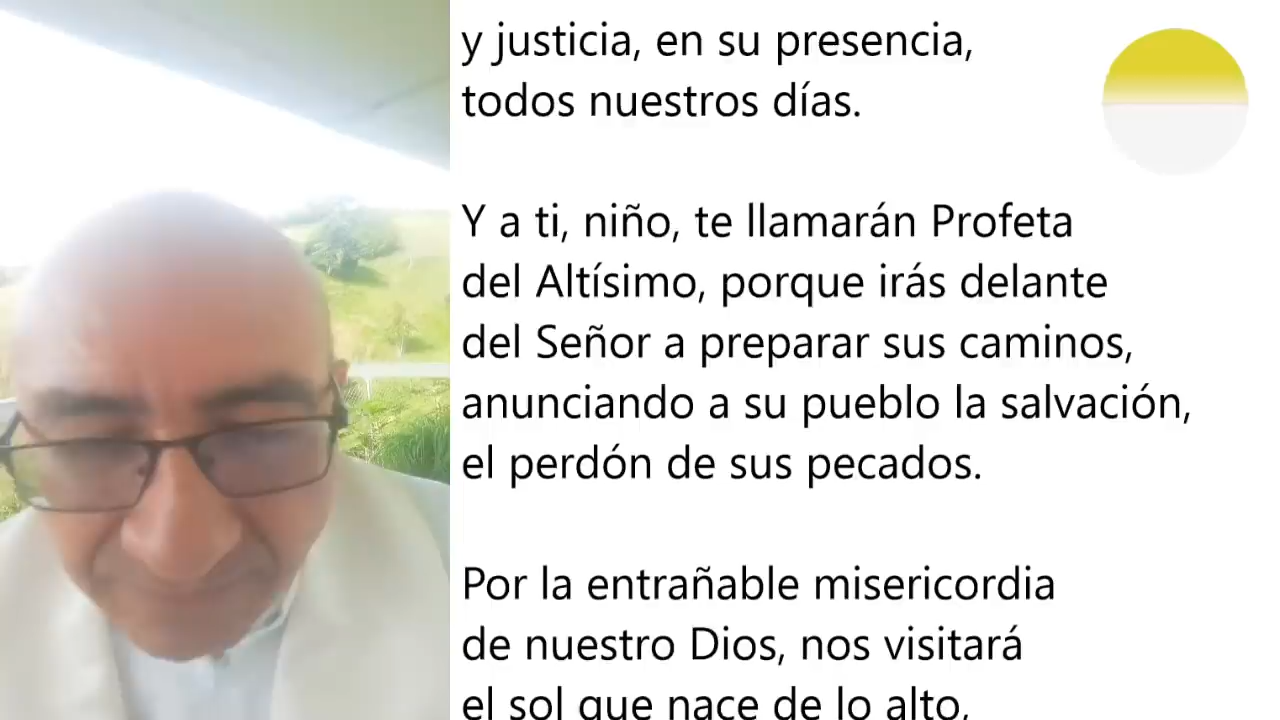 y justicia, en su presencia,
todos nuestros días.
Y a ti, niño, te llamarán Profeta
del Altísimo, porque irás delante
del Señor a preparar sus caminos,
anunciando a su pueblo la salvación,
el perdón de sus pecados.
Por la entrañable misericordia
de nuestro Dios, nos visitará
el sol que nace de lo alto,